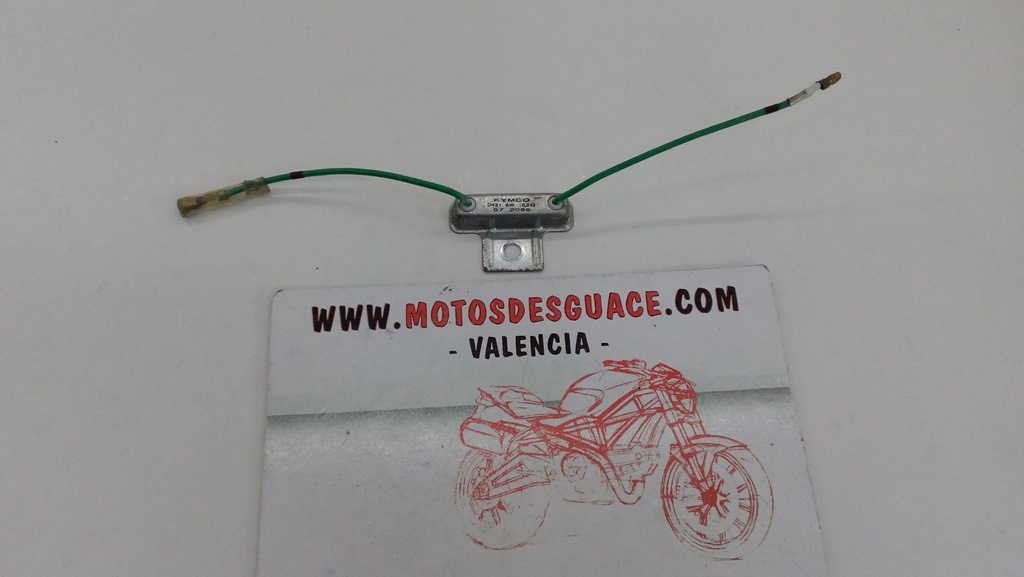 KYMCO
WWW.MOTOSDESGUACE.COM
- VALENCIA -